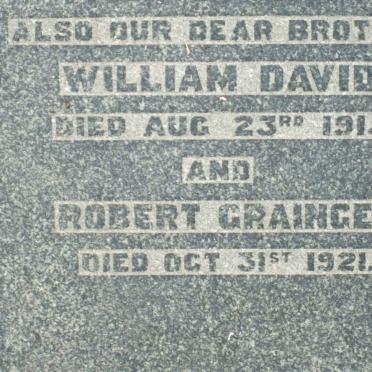 ALSO OUR DEAR BROT
WILLIAM DAVID
DIED AUG 23RD 191
AND
ROBERT GRAINGE
DIED OCT 31ST 1921.